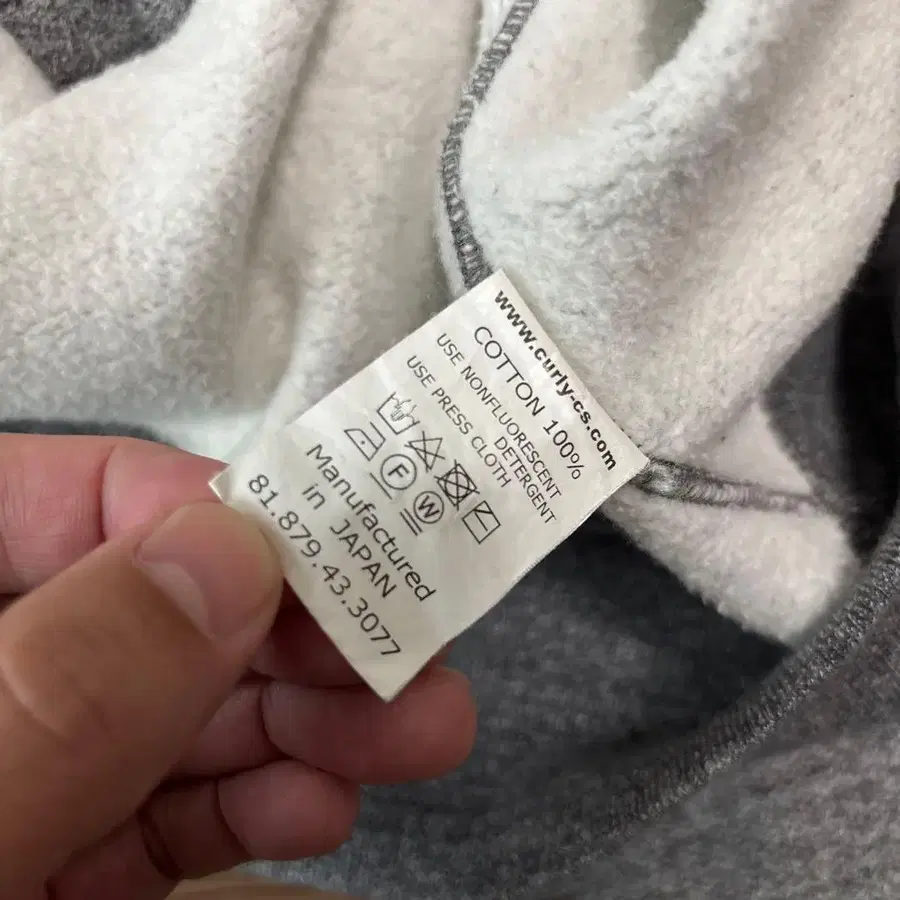 www.curly-cs.com
COTTON 100%
USE NONFLUORESCENT
DETERGENT
USE PRESS CLOTH
F
W
Manufactured
in JAPAN
81.879.43.3077